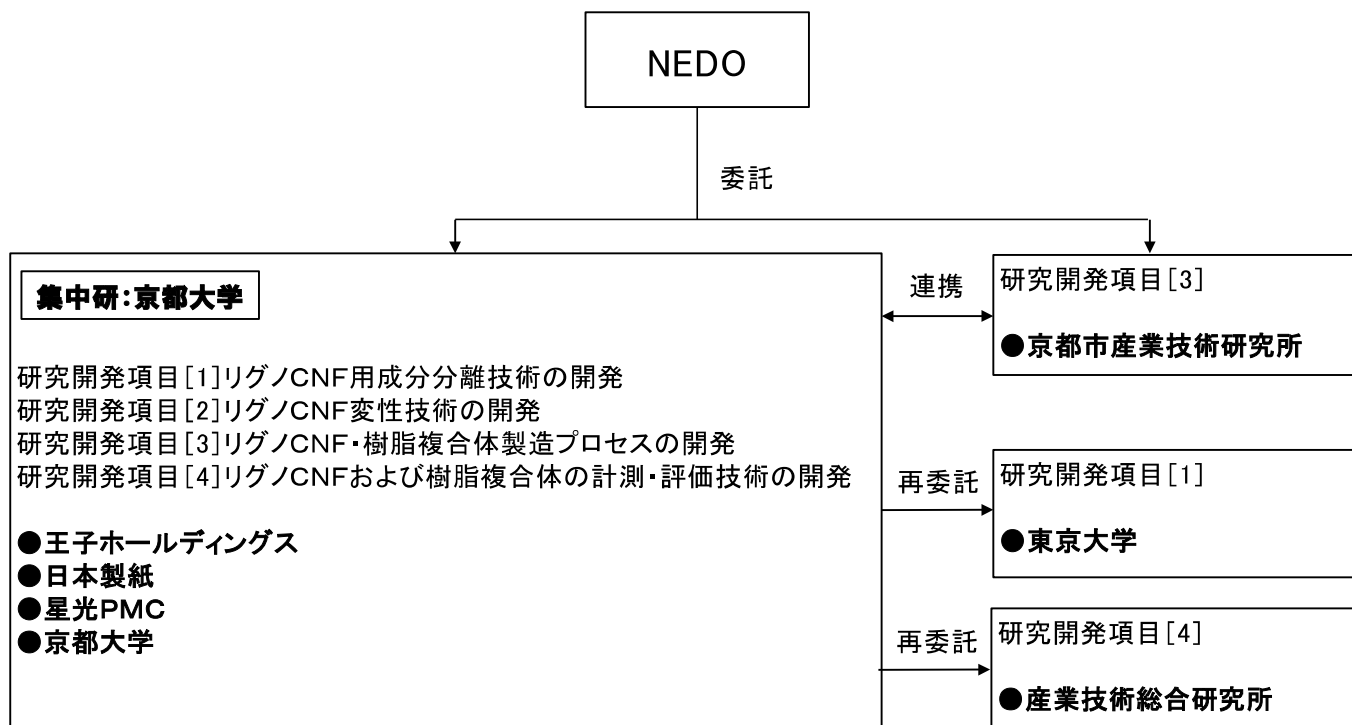 NEDO
委託
集中研:京都大学
研究開発項目[1]リグノCNF用成分分離技術の開発
研究開発項目[2]リグノCNF変性技術の開発
研究開発項目[3]リグノCNF・樹脂複合体製造プロセスの開発
研究開発項目[4]リグノCNFおよび樹脂複合体の計測・評価技術の開発
●王子ホールディングス
●日本製紙
●星光PMC
●京都大学
連携
研究開発項目[3]
●京都市産業技術研究所
再委託
研究開発項目[1]
●東京大学
再委託
研究開発項目[4]
●産業技術総合研究所